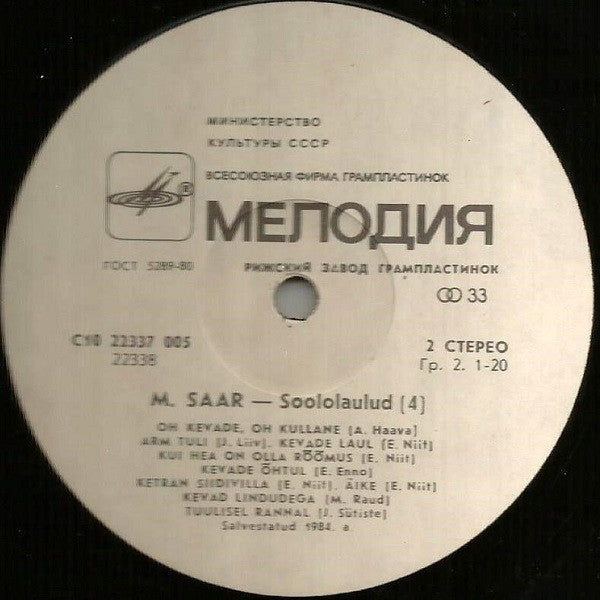 МИНИСТЕРСТВО
КУЛЬТУРЫ СССР
ВСЕСОЮЗНАЯ ФИРМА ГРАМПЛАСТИНОК
®
МЕЛОДИЯ
ГОСТ 5289-80
РИЖСКИЙ ЗАВОД ГРАМПЛАСТИНОК
33
С10 22337 005
22338
2 СТЕРЕО
Гр. 2. 1-20
M. SAAR — Soololaulud (4)
OH KEVADE, OH KULLANE (A. Haava)
ARM TULI (J. Liiv). KEVADE LAUL (E. Niit)
KUI HEA ON OLLA RÕÕMUS (E. Niit)
KEVADE ÕHTUL (E. Enno)
KETRAN SIIDIVILLA (E. Niit). ÄIKE (E. Niit)
KEVAD LINDUDEGA (M. Raud)
TUULISEL RANNAL (J. Sütiste)
Salvestatud 1984. a.